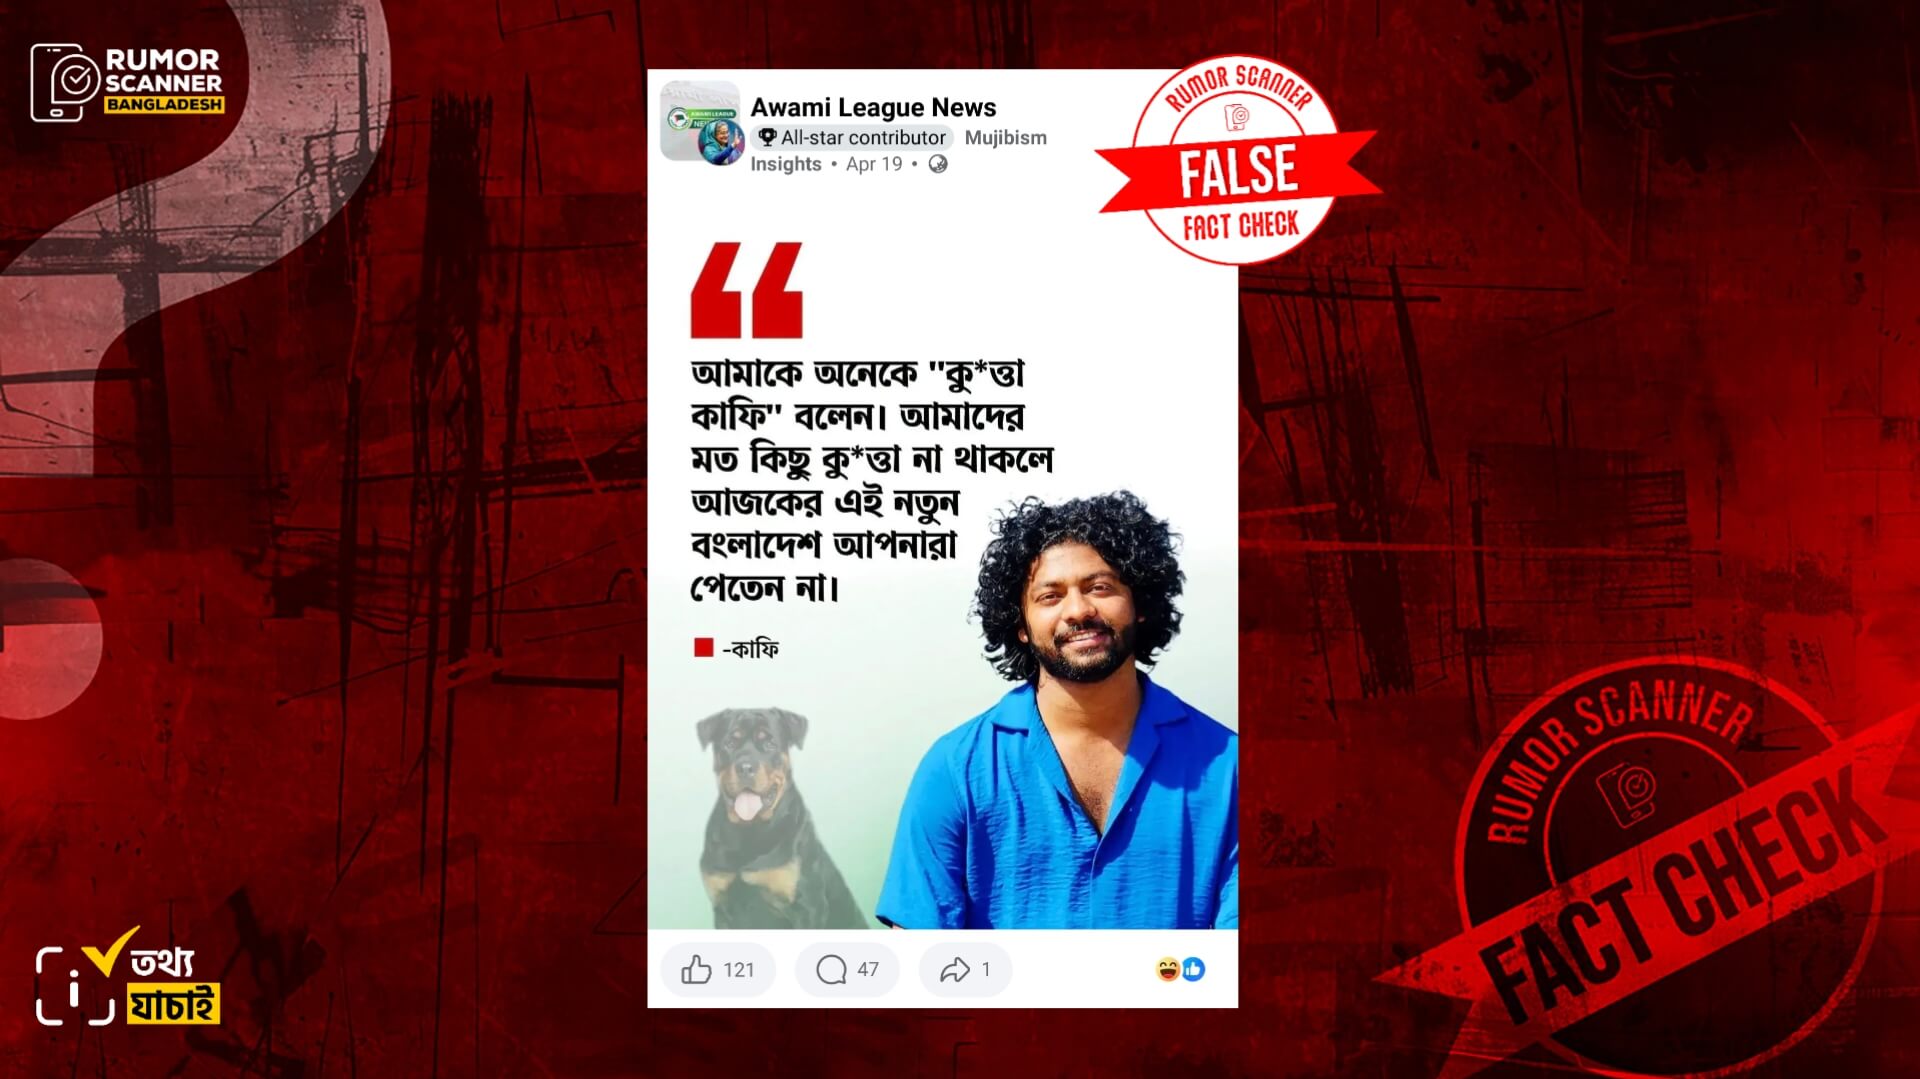 RUMOR
SCANNER
BANGLADESH
Awami League News
All-star contributor Mujibism
Insights • Apr 19 •
RUMOR SCANNER
FALSE
FACT CHECK
আমাকে অনেকে "কু*ত্তা
কাফি" বলেন। আমাদের
মত কিছু কু*ত্তা না থাকলে
আজকের এই নতুন
বংলাদেশ আপনারা
পেতেন না।
-কাফি
121 47 1
তথ্য
যাচাই
RUMOR SCANNER
FACT CHECK